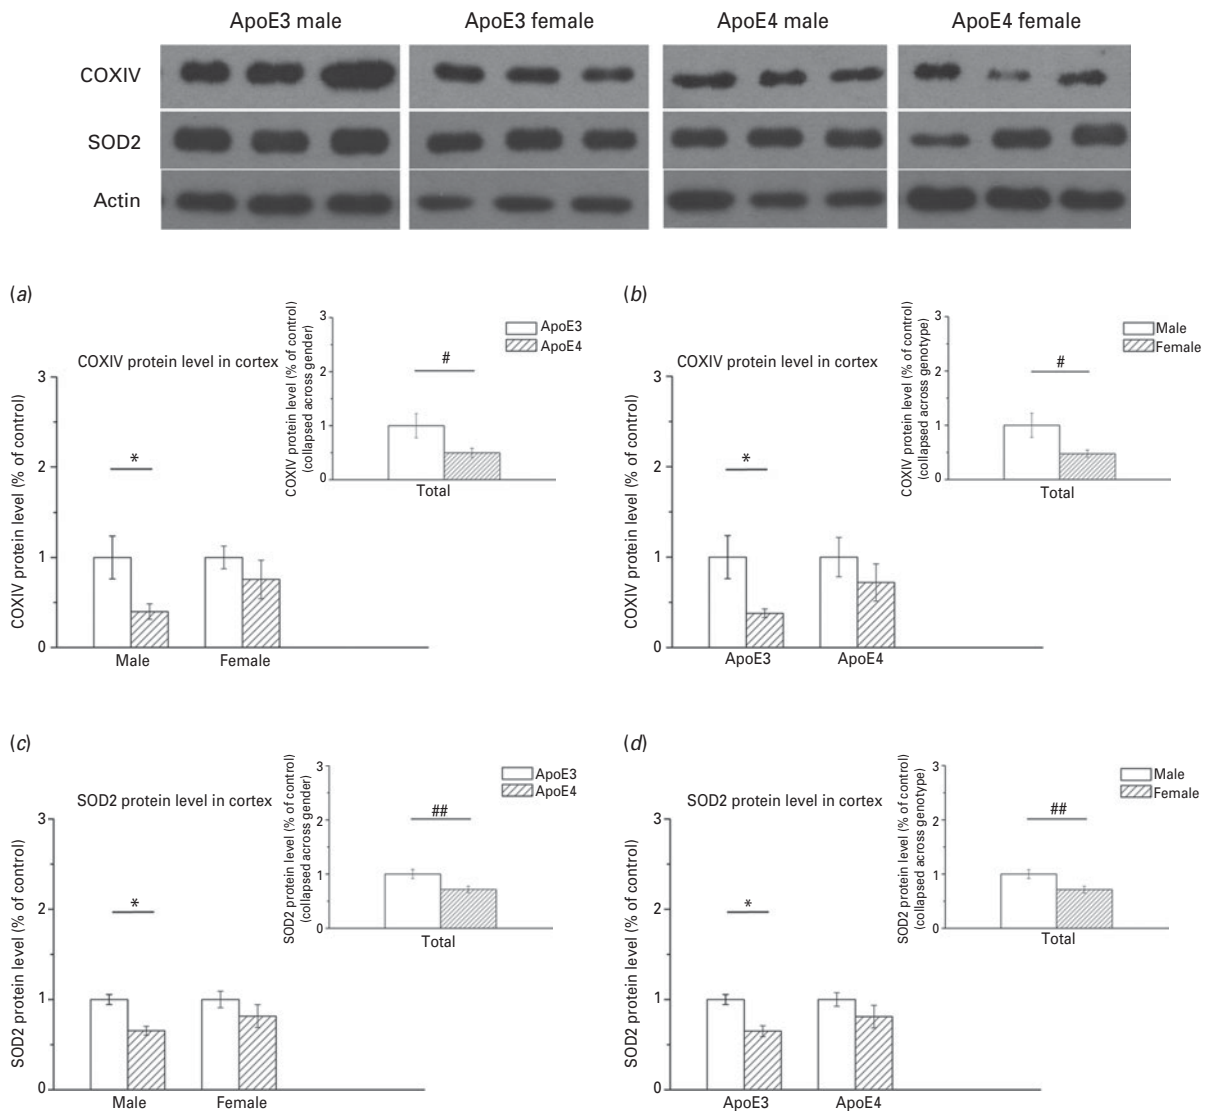 ApoE3 male ApoE3 female ApoE4 male ApoE4 female
COXIV
SOD2
Actin
(a)
COXIV protein level in cortex
COXIV protein level (% of control)
3
2
1
0
*
Male Female
COXIV protein level (% of control)
(collapsed across gender)
3
2
1
0
#
Total
ApoE3
ApoE4
(b)
COXIV protein level in cortex
COXIV protein level (% of control)
3
2
1
0
*
ApoE3 ApoE4
COXIV protein level (% of control)
(collapsed across genotype)
3
2
1
0
#
Total
Male
Female
(c)
SOD2 protein level in cortex
SOD2 protein level (% of control)
3
2
1
0
*
Male Female
SOD2 protein level (% of control)
(collapsed across gender)
3
2
1
0
##
Total
ApoE3
ApoE4
(d)
SOD2 protein level in cortex
SOD2 protein level (% of control)
3
2
1
0
*
ApoE3 ApoE4
SOD2 protein level (% of control)
(collapsed across genotype)
3
2
1
0
##
Total
Male
Female